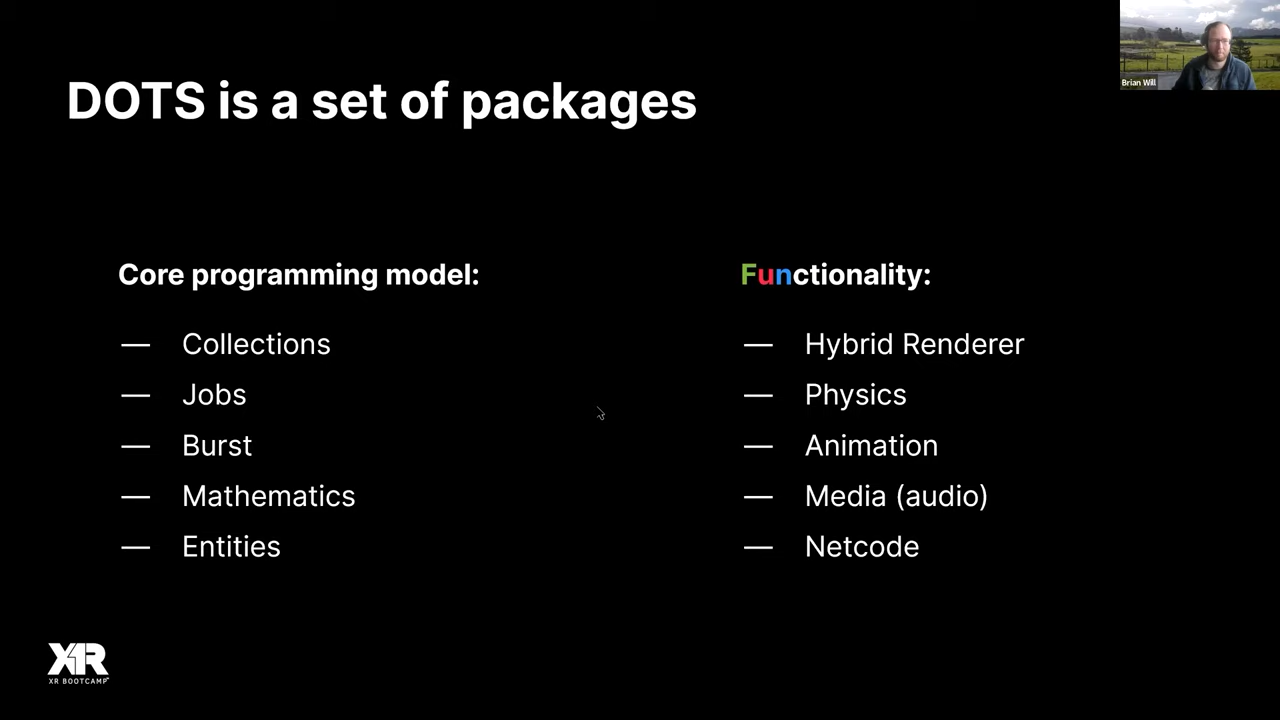 DOTS is a set of packages
Brian Will
Core programming model:
— Collections
— Jobs
— Burst
— Mathematics
— Entities
Functionality:
— Hybrid Renderer
— Physics
— Animation
— Media (audio)
— Netcode
XR
XR BOOTCAMP